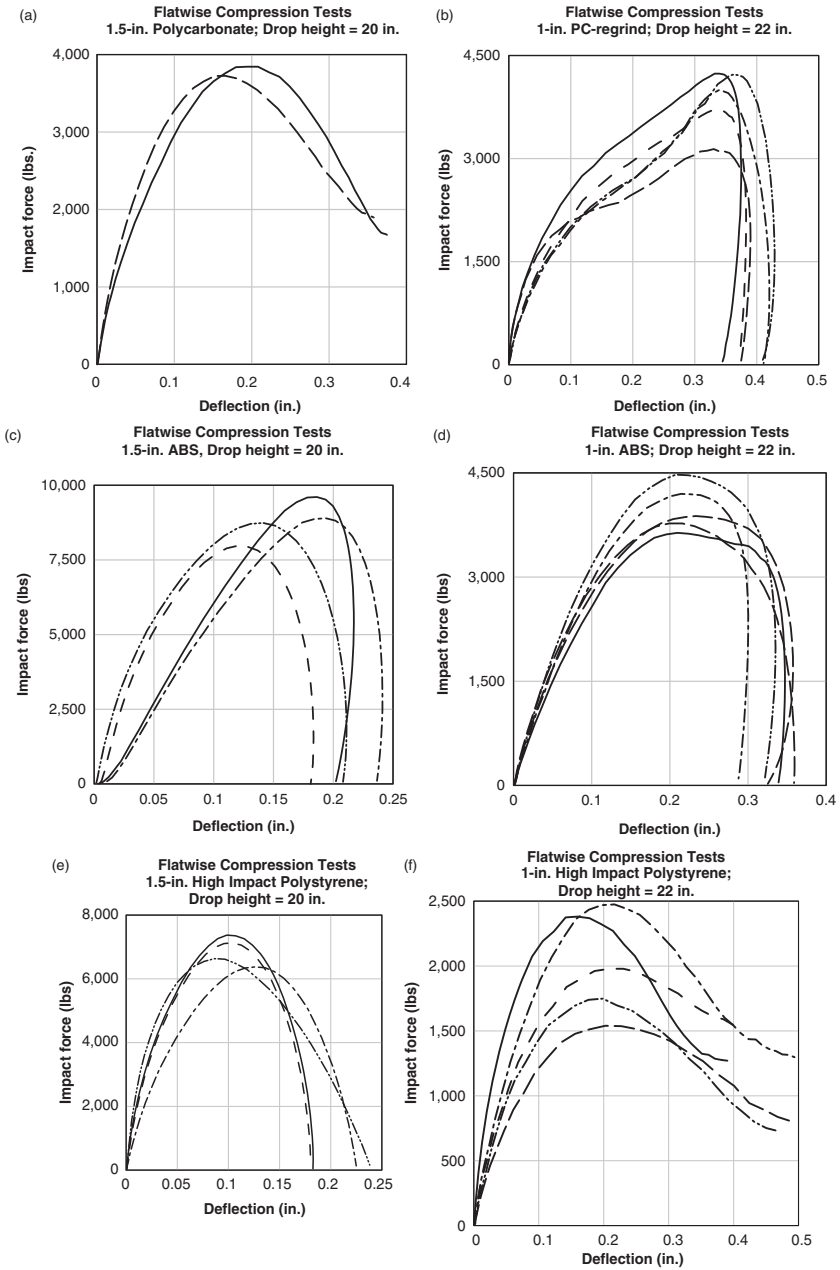 (a)
Flatwise Compression Tests
1.5-in. Polycarbonate; Drop height = 20 in.
4,000
3,000
2,000
1,000
0
Impact force (lbs.)
0 0.1 0.2 0.3 0.4
Deflection (in.)
(b)
Flatwise Compression Tests
1-in. PC-regrind; Drop height = 22 in.
4,500
3,000
1,500
0
Impact force (lbs)
0 0.1 0.2 0.3 0.4 0.5
Deflection (in.)
(c)
Flatwise Compression Tests
1.5-in. ABS, Drop height = 20 in.
10,000
7,500
5,000
2,500
0
Impact force (lbs)
0 0.05 0.1 0.15 0.2 0.25
Deflection (in.)
(d)
Flatwise Compression Tests
1-in. ABS; Drop height = 22 in.
4,500
3,000
1,500
0
Impact force (lbs)
0 0.1 0.2 0.3 0.4
Deflection (in.)
(e)
Flatwise Compression Tests
1.5-in. High Impact Polystyrene;
Drop height = 20 in.
8,000
6,000
4,000
2,000
0
Impact force (lbs)
0 0.05 0.1 0.15 0.2 0.25
Deflection (in.)
(f)
Flatwise Compression Tests
1-in. High Impact Polystyrene;
Drop height = 22 in.
2,500
2,000
1,500
1,000
500
0
Impact force (lbs)
0 0.1 0.2 0.3 0.4 0.5
Deflection (in.)